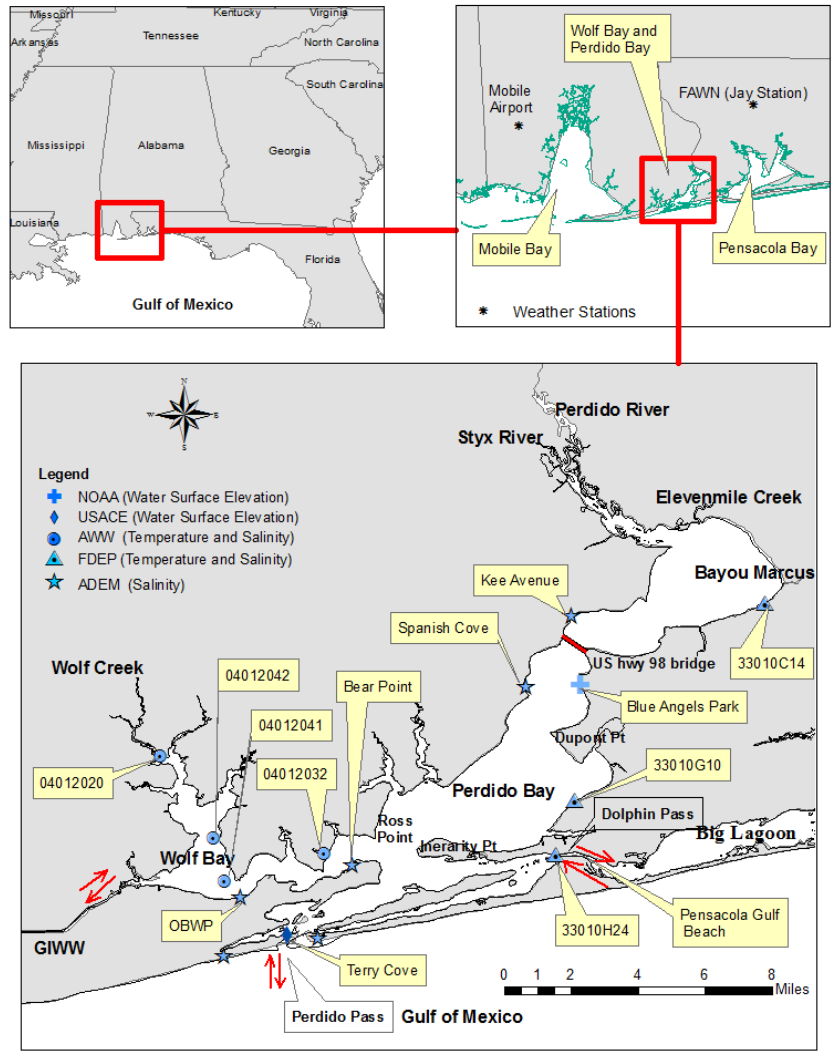 Missouri
Kentucky
Virginia
Arkansas
Tennessee
North Carolina
South Carolina
Mississippi
Alabama
Georgia
Louisiana
Florida
Gulf of Mexico
Wolf Bay and
Perdido Bay
Mobile
Airport
FAWN (Jay Station)
Mobile Bay
Pensacola Bay
Weather Stations
N
W
E
S
Perdido River
Styx River
Elevenmile Creek
Bayou Marcus
Legend
NOAA (Water Surface Elevation)
USACE (Water Surface Elevation)
AWW (Temperature and Salinity)
FDEP (Temperature and Salinity)
ADEM (Salinity)
Kee Avenue
Spanish Cove
US hwy 98 bridge
33010C14
Wolf Creek
04012042
Bear Point
Blue Angels Park
04012041
Dupont Pt
04012020
04012032
33010G10
Perdido Bay
Dolphin Pass
Ross
Point
Inerarity Pt
Big Lagoon
Wolf Bay
OBWP
33010H24
Pensacola Gulf
Beach
GIWW
Terry Cove
0 1 2 4 6 8
Miles
Perdido Pass
Gulf of Mexico